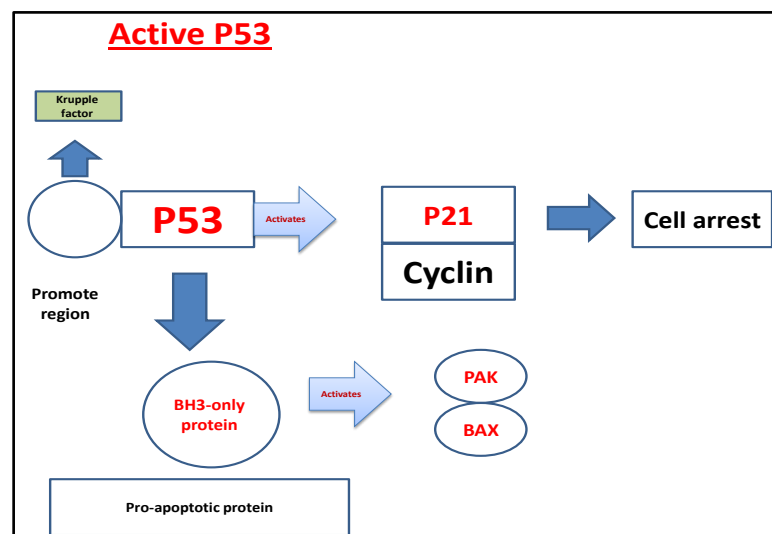 Active P53
Krupple
factor
P53
Activates
P21
Cyclin
Cell arrest
Promote
region
BH3-only
protein
Activates
PAK
BAX
Pro-apoptotic protein